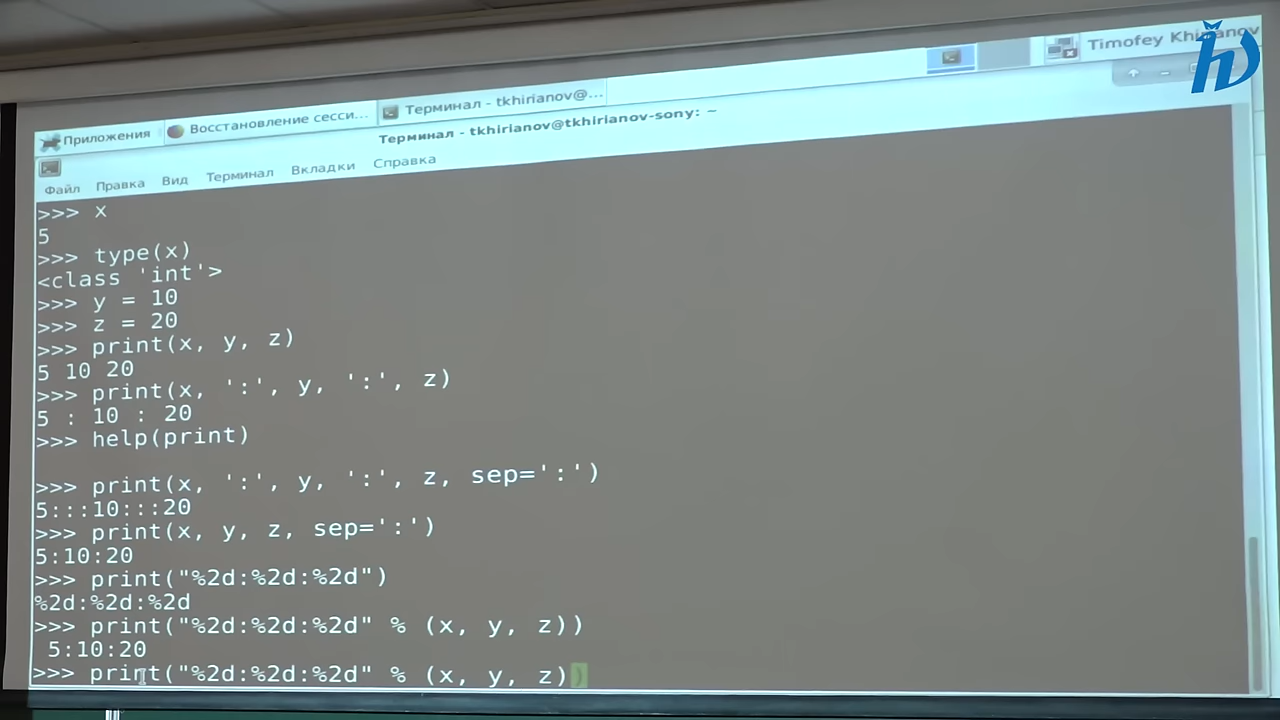 Timofey Khirianov
Приложения
Восстановление сесси...
Терминал - tkhirianov@...
Терминал - tkhirianov@tkhirianov-sony: ~
Файл Правка Вид Терминал Вкладки Справка
>>> x
5
>>> type(x)
<class 'int'>
>>> y = 10
>>> z = 20
>>> print(x, y, z)
5 10 20
>>> print(x, ':', y, ':', z)
5 : 10 : 20
>>> help(print)
>>> print(x, ':', y, ':', z, sep=':')
5:::10:::20
>>> print(x, y, z, sep=':')
5:10:20
>>> print("%2d:%2d:%2d")
%2d:%2d:%2d
>>> print("%2d:%2d:%2d" % (x, y, z))
 5:10:20
>>> print("%2d:%2d:%2d" % (x, y, z))